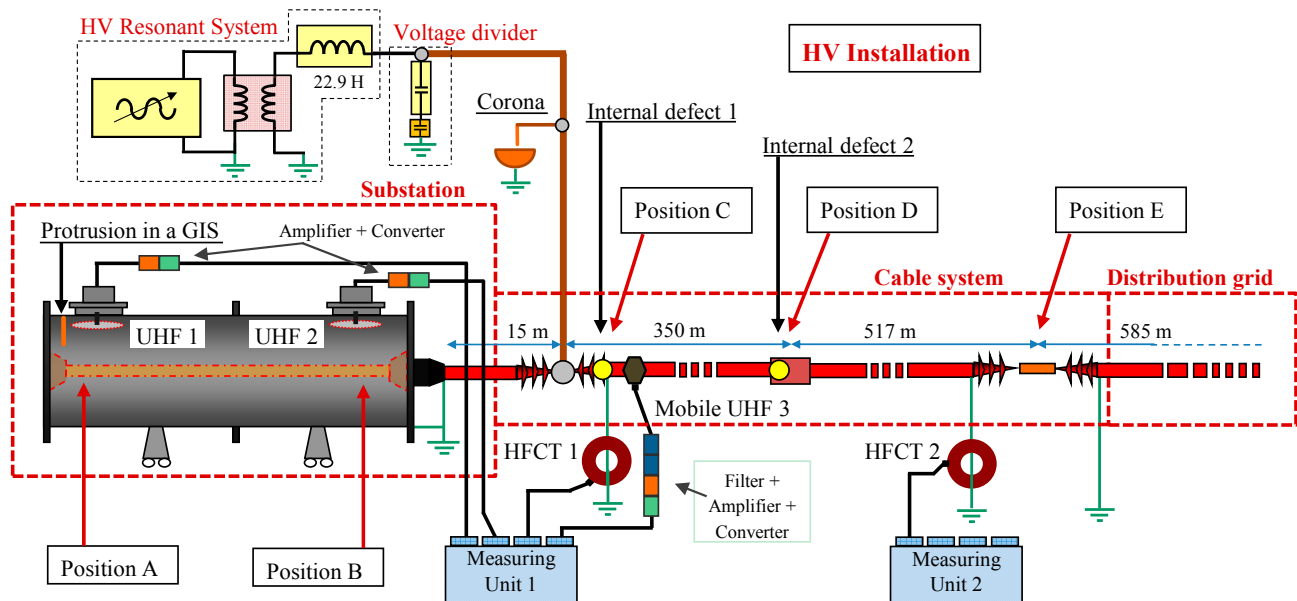 HV Resonant System
Voltage divider
HV Installation
22.9 H
Corona
Internal defect 1
Internal defect 2
Substation
Position C
Position D
Position E
Protrusion in a GIS
Amplifier + Converter
Cable system
Distribution grid
UHF 1
UHF 2
15 m
350 m
517 m
585 m
Mobile UHF 3
HFCT 1
HFCT 2
Filter +
Amplifier +
Converter
Position A
Position B
Measuring
Unit 1
Measuring
Unit 2